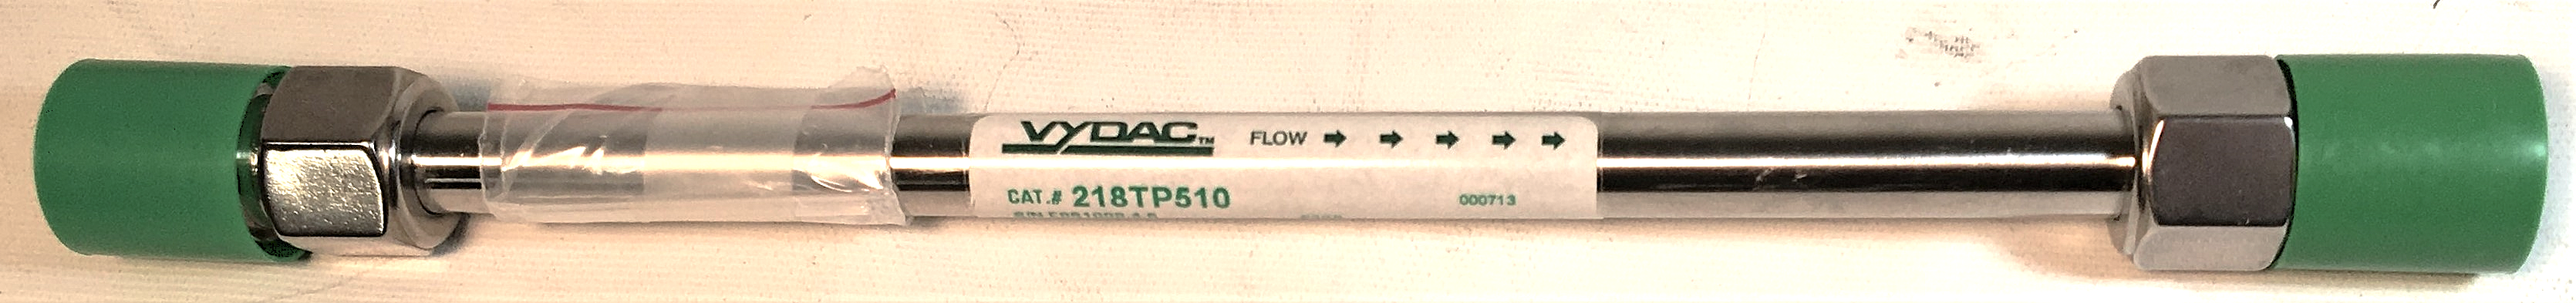 VYDAC™ FLOW
CAT.# 218TP510 000713